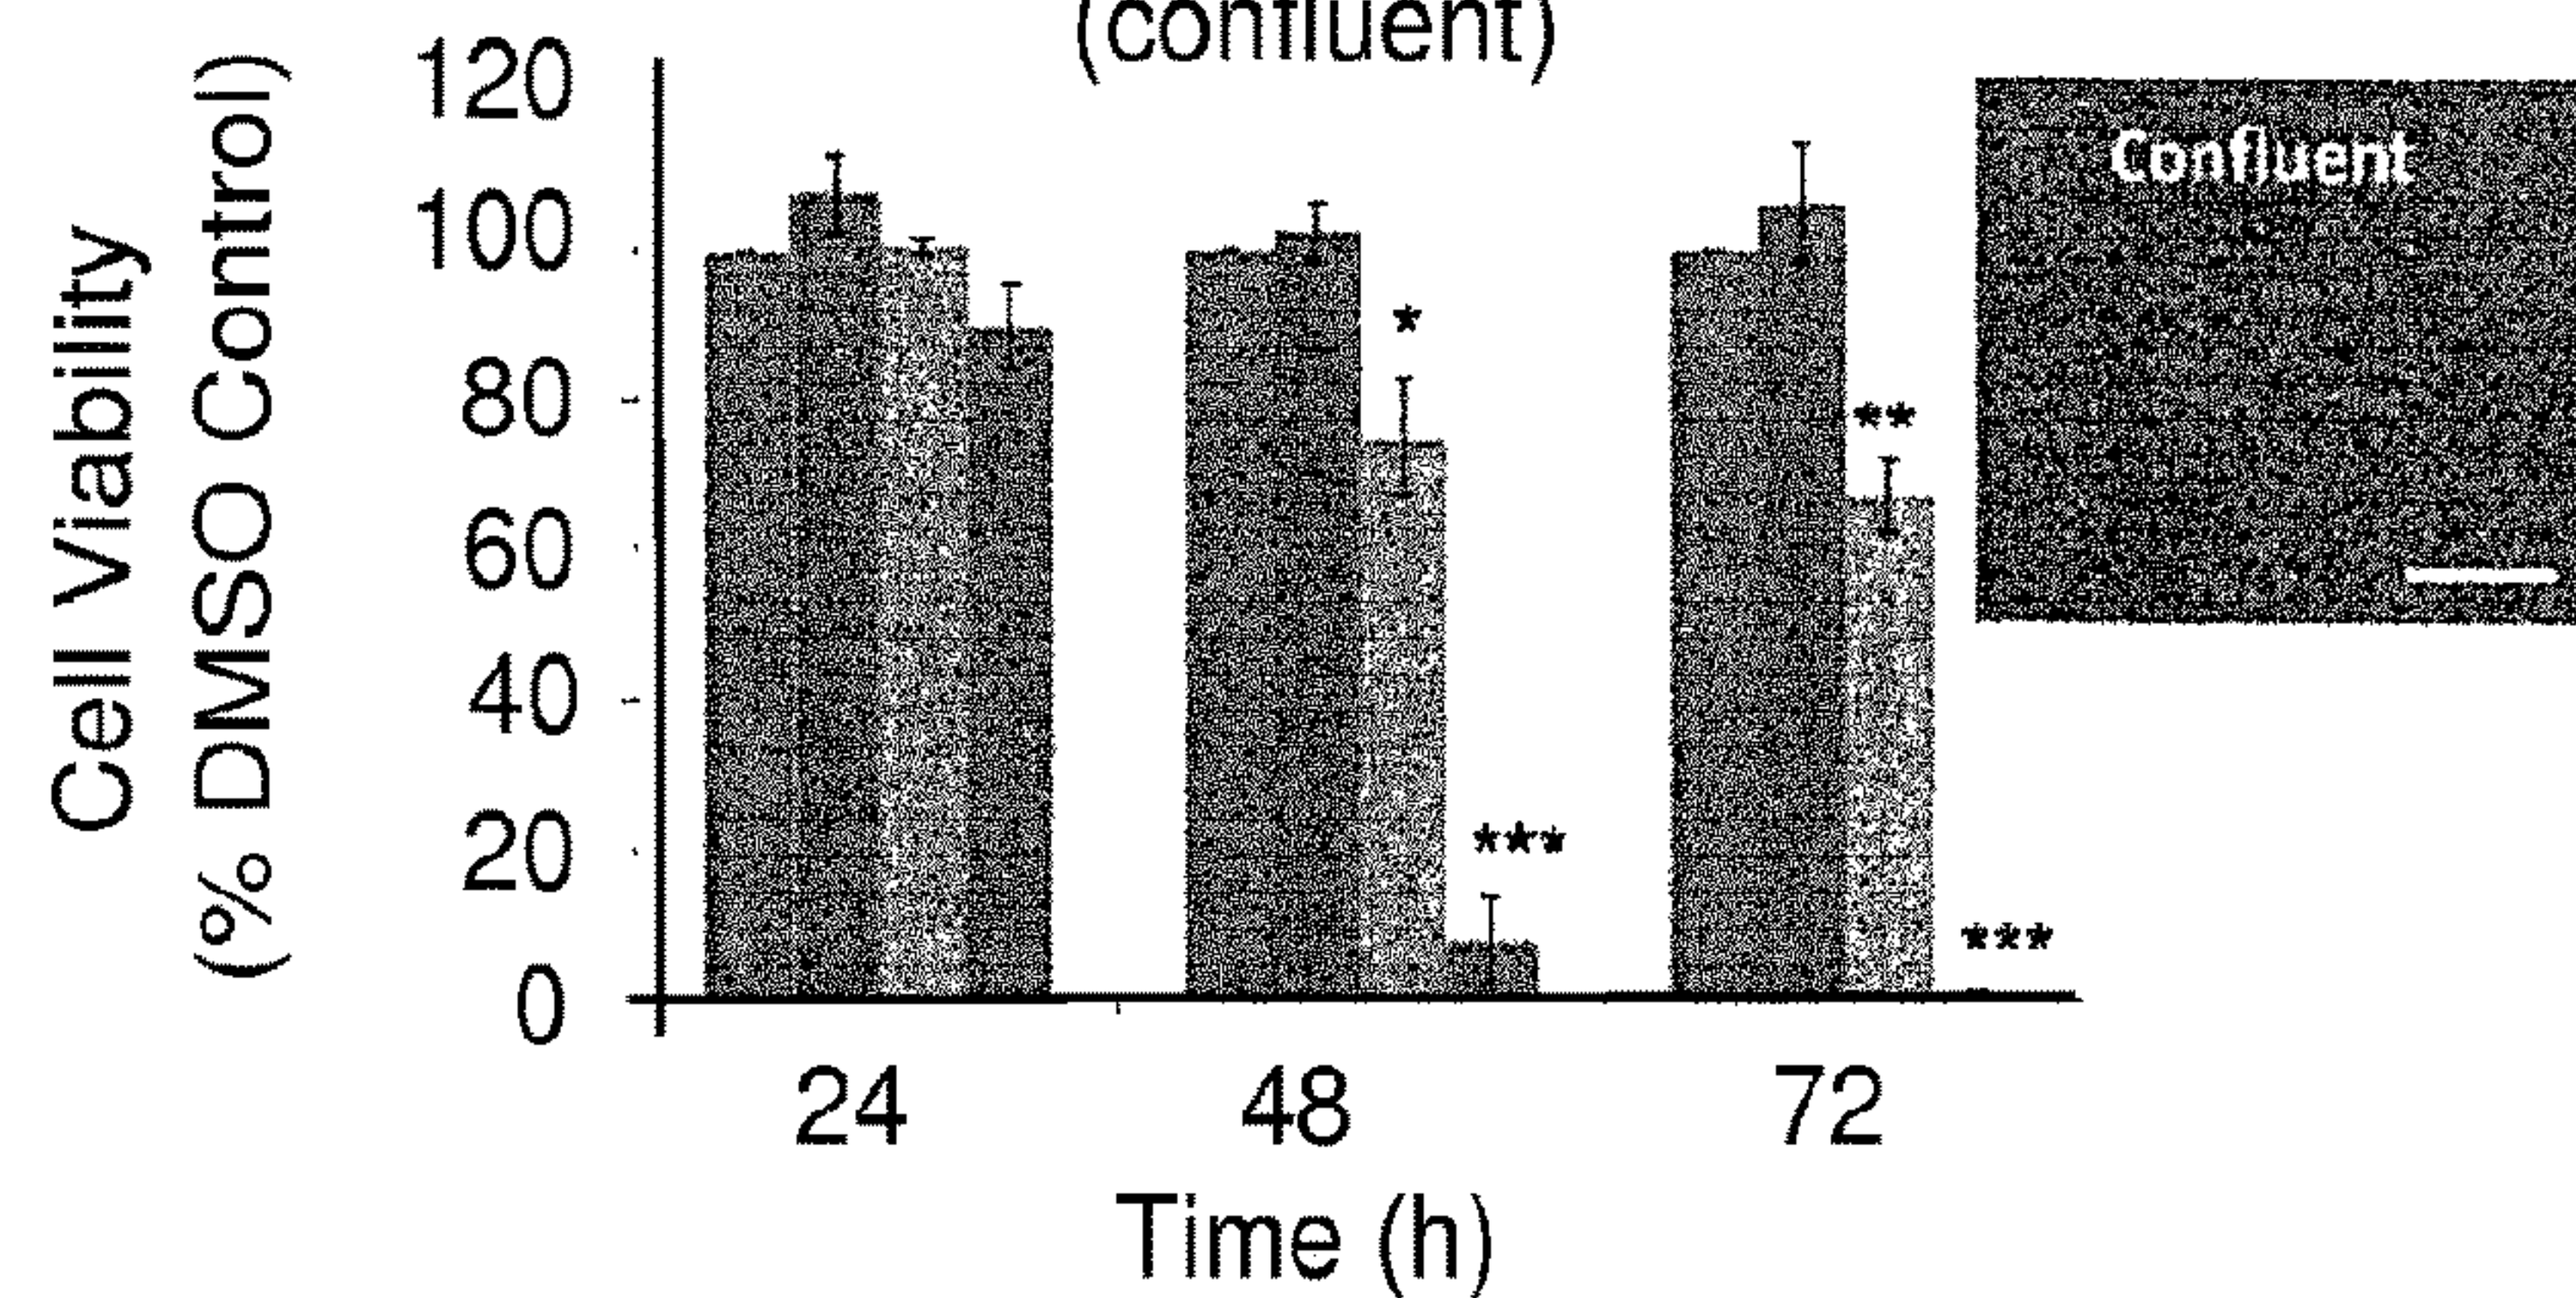 (confluent)
120
100
80
60
40
20
0
Cell Viability
(% DMSO Control)
Confluent
*
**
***
***
24 48 72
Time (h)